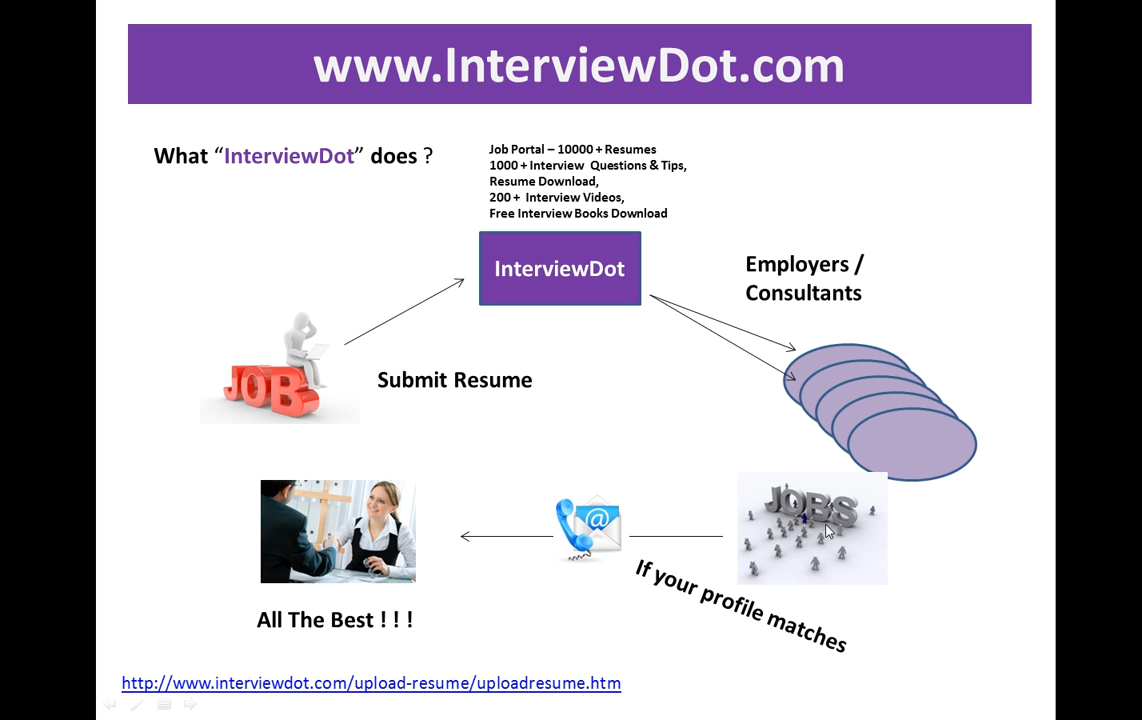 www.InterviewDot.com
What “InterviewDot” does ?
Job Portal – 10000 + Resumes
1000 + Interview Questions & Tips,
Resume Download,
200 + Interview Videos,
Free Interview Books Download
InterviewDot
Employers /
Consultants
JOB
Submit Resume
JOBS
@
If your profile matches
All The Best ! ! !
http://www.interviewdot.com/upload-resume/uploadresume.htm